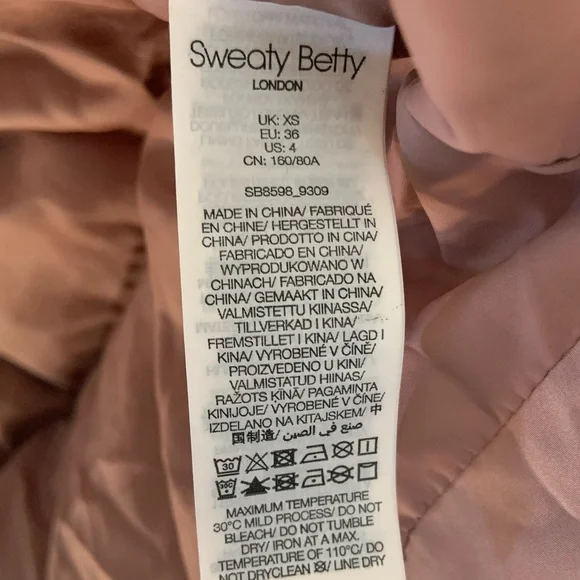 Sweaty Betty
LONDON
UK: XS
EU: 36
US: 4
CN: 160/80A
SB8598_9309
MADE IN CHINA/ FABRIQUÉ
EN CHINE/ HERGESTELLT IN
CHINA/ PRODOTTO IN CINA/
FABRICADO EN CHINA/
WYPRODUKOWANO W
CHINACH/ FABRICADO NA
CHINA/ GEMAAKT IN CHINA/
VALMISTETTU KIINASSA/
TILLVERKAD I KINA/
FREMSTILLET I KINA/ LAGD I
KINA/ VYROBENÉ V ČÍNĚ/
PROIZVEDENO U KINI/
VALMISTATUD HIINAS/
RAŽOTS ĶĪNĀ/ PAGAMINTA
KINIJOJE/ VYROBENÉ V ČÍNE/
IZDELANO NA KITAJSKEM/ 中
国制造/ صنع في الصين/
30
30C
MAXIMUM TEMPERATURE
30°C MILD PROCESS/ DO NOT
BLEACH/ DO NOT TUMBLE
DRY/ IRON AT A MAX.
TEMPERATURE OF 110°C/ DO
NOT DRYCLEAN / LINE DRY